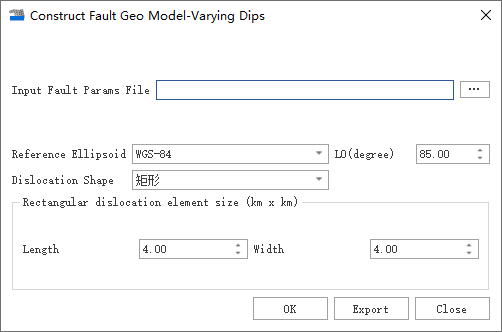 Construct Fault Geo Model-Varying Dips
Input Fault Params File ...
Reference Ellipsoid WGS-84 L0(degree) 85.00
Dislocation Shape 矩形
Rectangular dislocation element size (km x km)
Length 4.00 Width 4.00
OK Export Close